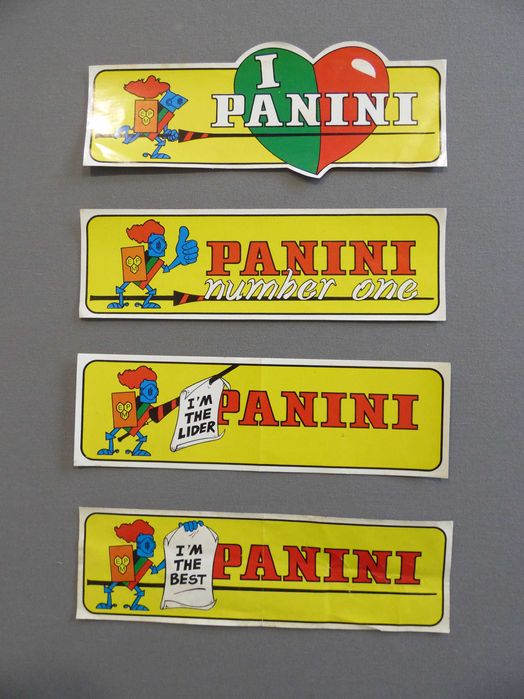 I
PANINI
PANINI
number one
I'M
THE
LIDER
PANINI
I'M
THE
BEST
PANINI